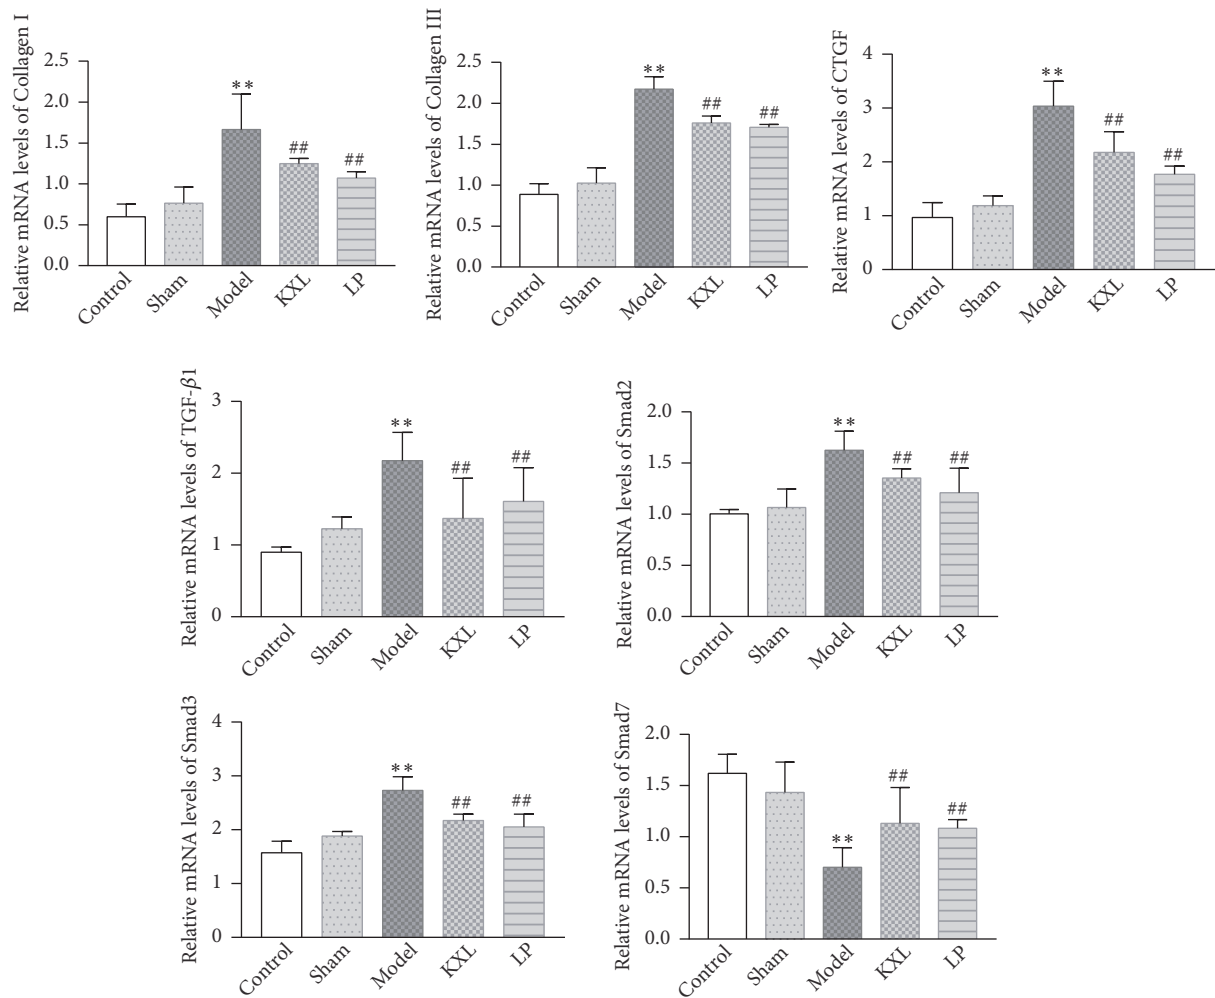 Relative mRNA levels of Collagen I
2.5
2.0
1.5
1.0
0.5
0.0
**
##
##
Control
Sham
Model
KXL
LP
Relative mRNA levels of Collagen III
2.5
2.0
1.5
1.0
0.5
0.0
**
##
##
Control
Sham
Model
KXL
LP
Relative mRNA levels of CTGF
4
3
2
1
0
**
##
##
Control
Sham
Model
KXL
LP
Relative mRNA levels of TGF-β1
3
2
1
0
**
##
##
Control
Sham
Model
KXL
LP
Relative mRNA levels of Smad2
2.0
1.5
1.0
0.5
0.0
**
##
##
Control
Sham
Model
KXL
LP
Relative mRNA levels of Smad3
4
3
2
1
0
**
##
##
Control
Sham
Model
KXL
LP
Relative mRNA levels of Smad7
2.0
1.5
1.0
0.5
0.0
**
##
##
Control
Sham
Model
KXL
LP